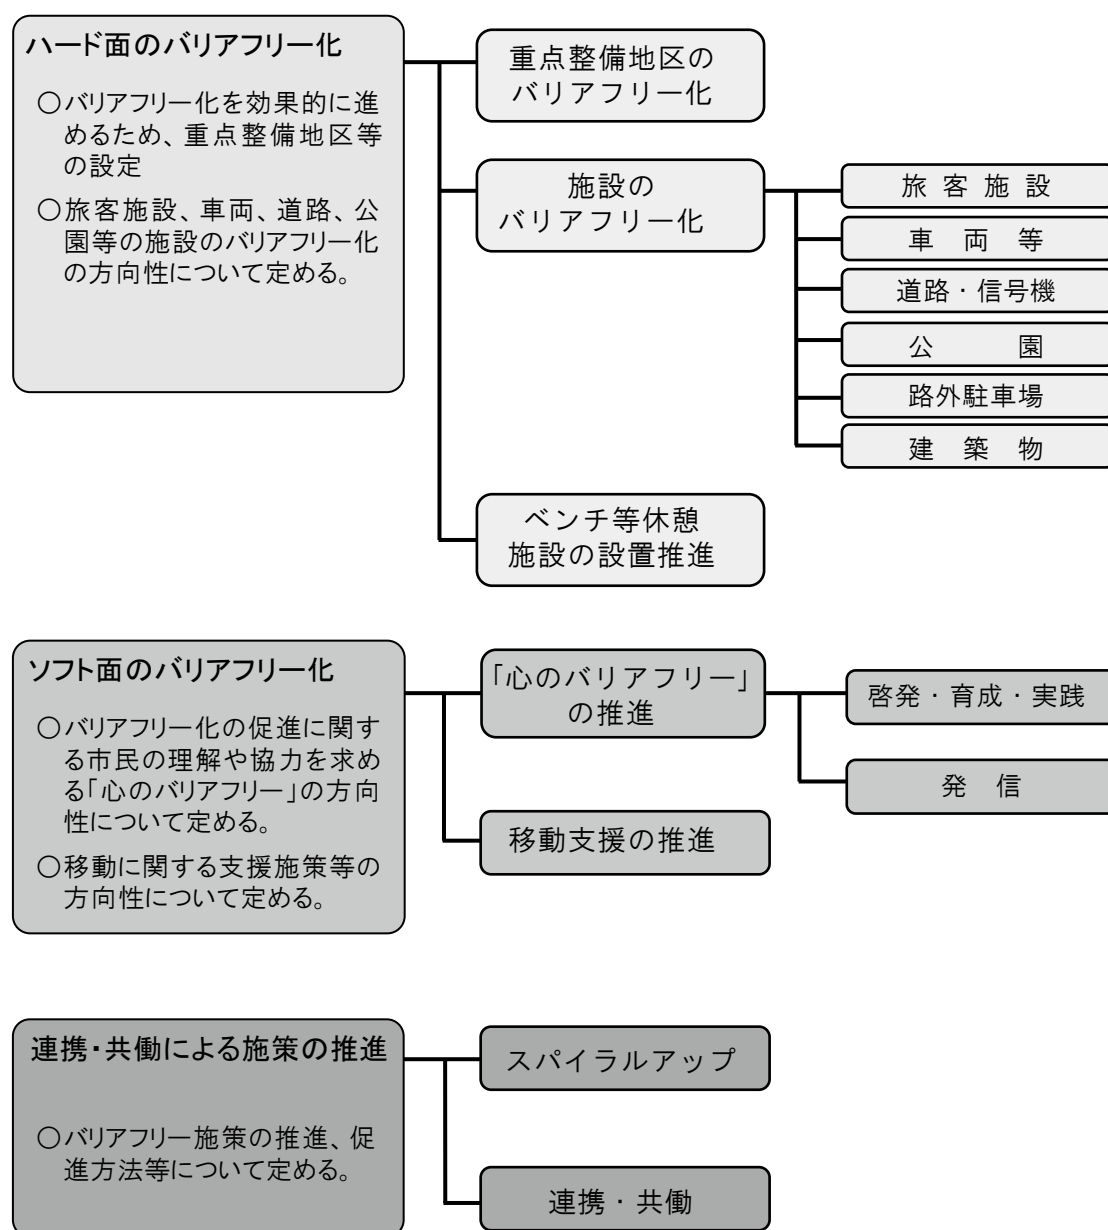 ハード面のバリアフリー化
○バリアフリー化を効果的に進
めるため、重点整備地区等
の設定
○旅客施設、車両、道路、公
園等の施設のバリアフリー化
の方向性について定める。
重点整備地区の
バリアフリー化
施設の
バリアフリー化
旅客施設
車両等
道路・信号機
公園
路外駐車場
建築物
ベンチ等休憩
施設の設置推進
ソフト面のバリアフリー化
○バリアフリー化の促進に関す
る市民の理解や協力を求め
る「心のバリアフリー」の方向
性について定める。
○移動に関する支援施策等の
方向性について定める。
「心のバリアフリー」
の推進
啓発・育成・実践
発信
移動支援の推進
連携・共働による施策の推進
○バリアフリー施策の推進、促
進方法等について定める。
スパイラルアップ
連携・共働